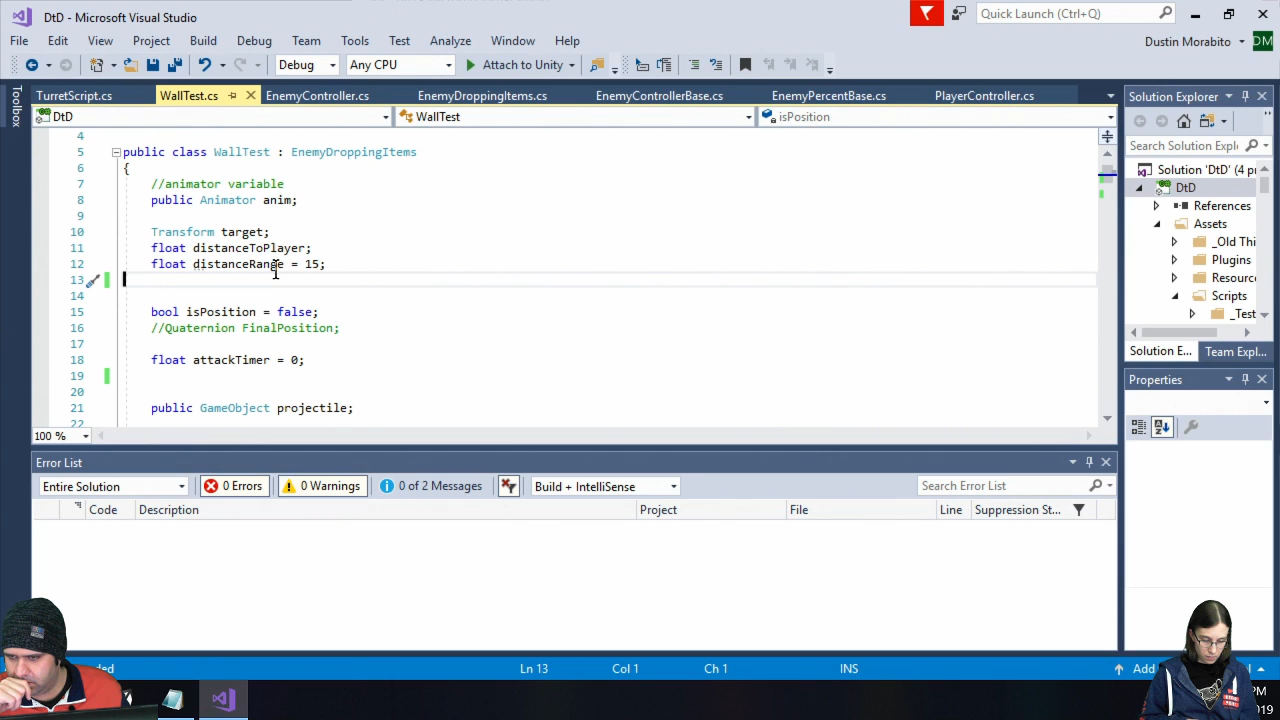 DtD - Microsoft Visual Studio
Quick Launch (Ctrl+Q)
File Edit View Project Build Debug Team Tools Test Analyze Window Help
Dustin Morabito
DM
Debug Any CPU Attach to Unity
Toolbox
TurretScript.cs WallTest.cs EnemyController.cs EnemyDroppingItems.cs EnemyControllerBase.cs EnemyPercentBase.cs PlayerController.cs
DtD WallTest isPosition
4
5 public class WallTest : EnemyDroppingItems
6 {
7 //animator variable
8 public Animator anim;
9
10 Transform target;
11 float distanceToPlayer;
12 float distanceRange = 15;
13
14
15 bool isPosition = false;
16 //Quaternion FinalPosition;
17
18 float attackTimer = 0;
19
20
21 public GameObject projectile;
22
100 %
Solution Explorer
Search Solution Expl
Solution 'DtD' (4 p
DtD
References
Assets
_Old Thi
Plugins
Resourc
Scripts
_Test
Solution E... Team Expl...
Properties
Error List
Entire Solution 0 Errors 0 Warnings 0 of 2 Messages Build + IntelliSense Search Error List
Code Description Project File Line Suppression St...
Ln 13 Col 1 Ch 1 INS Add